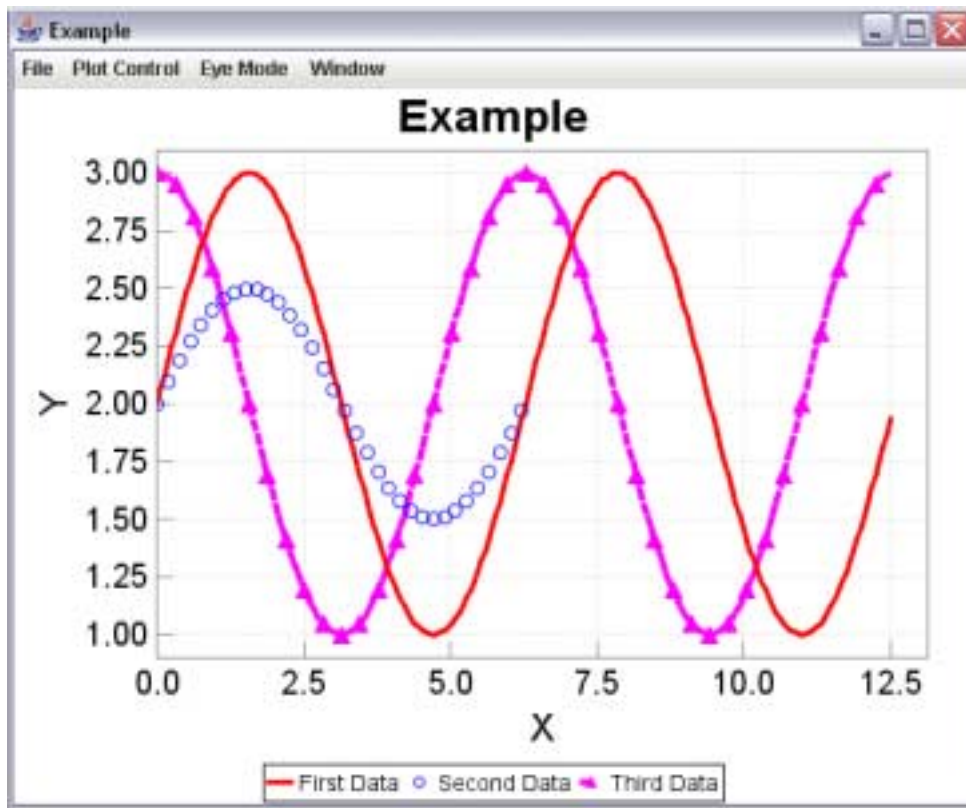 Example
File Plot Control Eye Mode Window
Example
3.00
2.75
2.50
2.25
2.00
1.75
1.50
1.25
1.00
Y
0.0 2.5 5.0 7.5 10.0 12.5
X
First Data Second Data Third Data